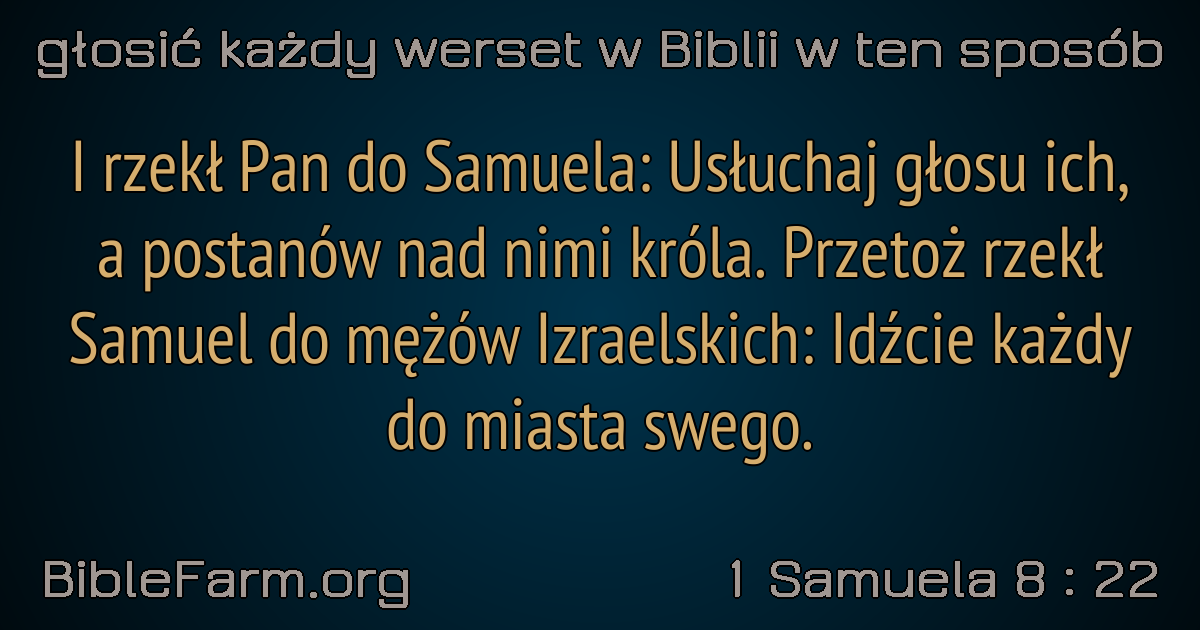 głosić każdy werset w Biblii w ten sposób
I rzekł Pan do Samuela: Usłuchaj głosu ich,
a postanów nad nimi króla. Przetoż rzekł
Samuel do mężów Izraelskich: Idźcie każdy
do miasta swego.
BibleFarm.org
1 Samuela 8 : 22